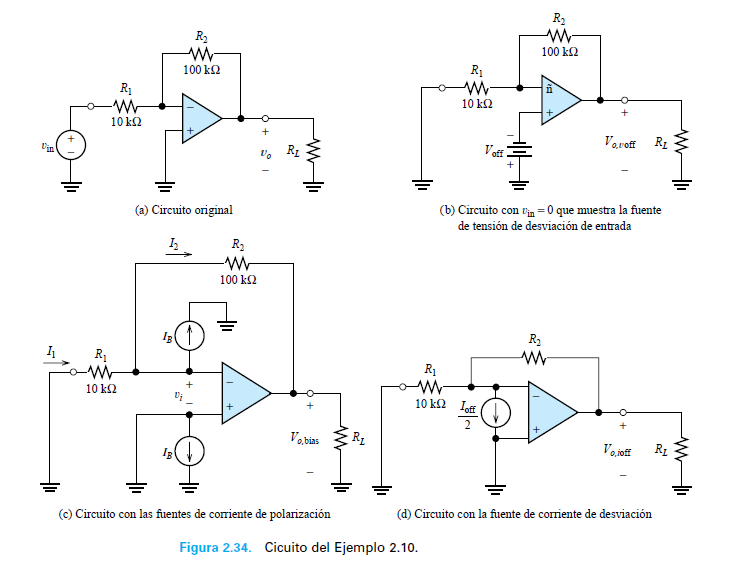 R2
100 kΩ
R1
10 kΩ
vin
+
−
−
+
+
vo
−
RL
(a) Circuito original
R2
100 kΩ
R1
10 kΩ
ñ
+
−
Voff
+
+
Vo,voff
−
RL
(b) Circuito con vin = 0 que muestra la fuente
de tensión de desviación de entrada
I2
R2
100 kΩ
IB
I1
R1
10 kΩ
+
vi
−
−
+
IB
+
Vo,bias
−
RL
(c) Circuito con las fuentes de corriente de polarización
R2
R1
10 kΩ
Ioff
2
−
+
+
Vo,ioff
−
RL
(d) Circuito con la fuente de corriente de desviación
Figura 2.34. Cicuito del Ejemplo 2.10.